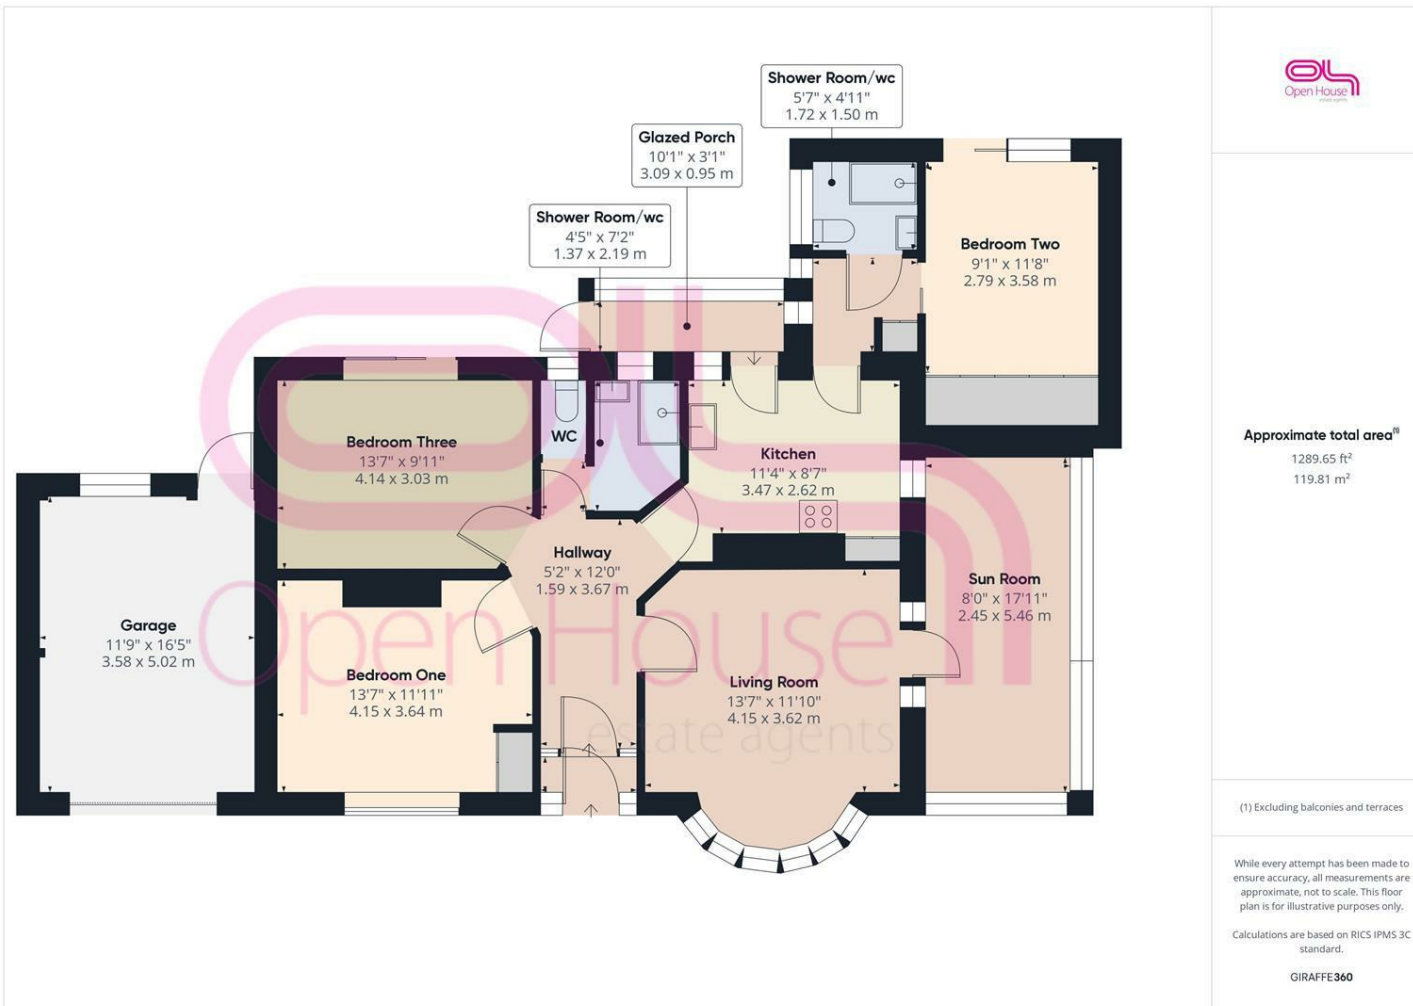 Shower Room/wc
5'7" x 4'11"
1.72 x 1.50 m
Glazed Porch
10'1" x 3'1"
3.09 x 0.95 m
Shower Room/wc
4'5" x 7'2"
1.37 x 2.19 m
Bedroom Two
9'1" x 11'8"
2.79 x 3.58 m
Bedroom Three
13'7" x 9'11"
4.14 x 3.03 m
WC
Kitchen
11'4" x 8'7"
3.47 x 2.62 m
Hallway
5'2" x 12'0"
1.59 x 3.67 m
Sun Room
8'0" x 17'11"
2.45 x 5.46 m
Garage
11'9" x 16'5"
3.58 x 5.02 m
Bedroom One
13'7" x 11'11"
4.15 x 3.64 m
Living Room
13'7" x 11'10"
4.15 x 3.62 m
Open House
estate agents
Open House
estate agents
Approximate total area(1)
1289.65 ft²
119.81 m²
(1) Excluding balconies and terraces
While every attempt has been made to
ensure accuracy, all measurements are
approximate, not to scale. This floor
plan is for illustrative purposes only.
Calculations are based on RICS IPMS 3C
standard.
GIRAFFE360